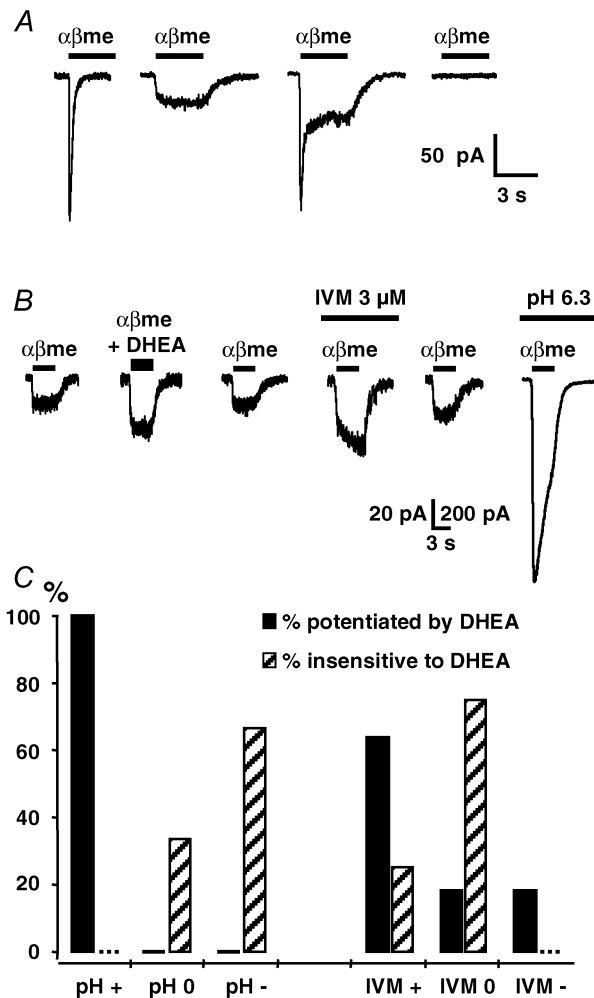 A
αβme αβme αβme αβme
50 pA
3 s
B
IVM 3 µM pH 6.3
αβme
+ DHEA
αβme αβme αβme αβme αβme
20 pA 200 pA
3 s
C
%
100
% potentiated by DHEA
80
% insensitive to DHEA
60
40
20
0
pH + pH 0 pH - IVM + IVM 0 IVM -